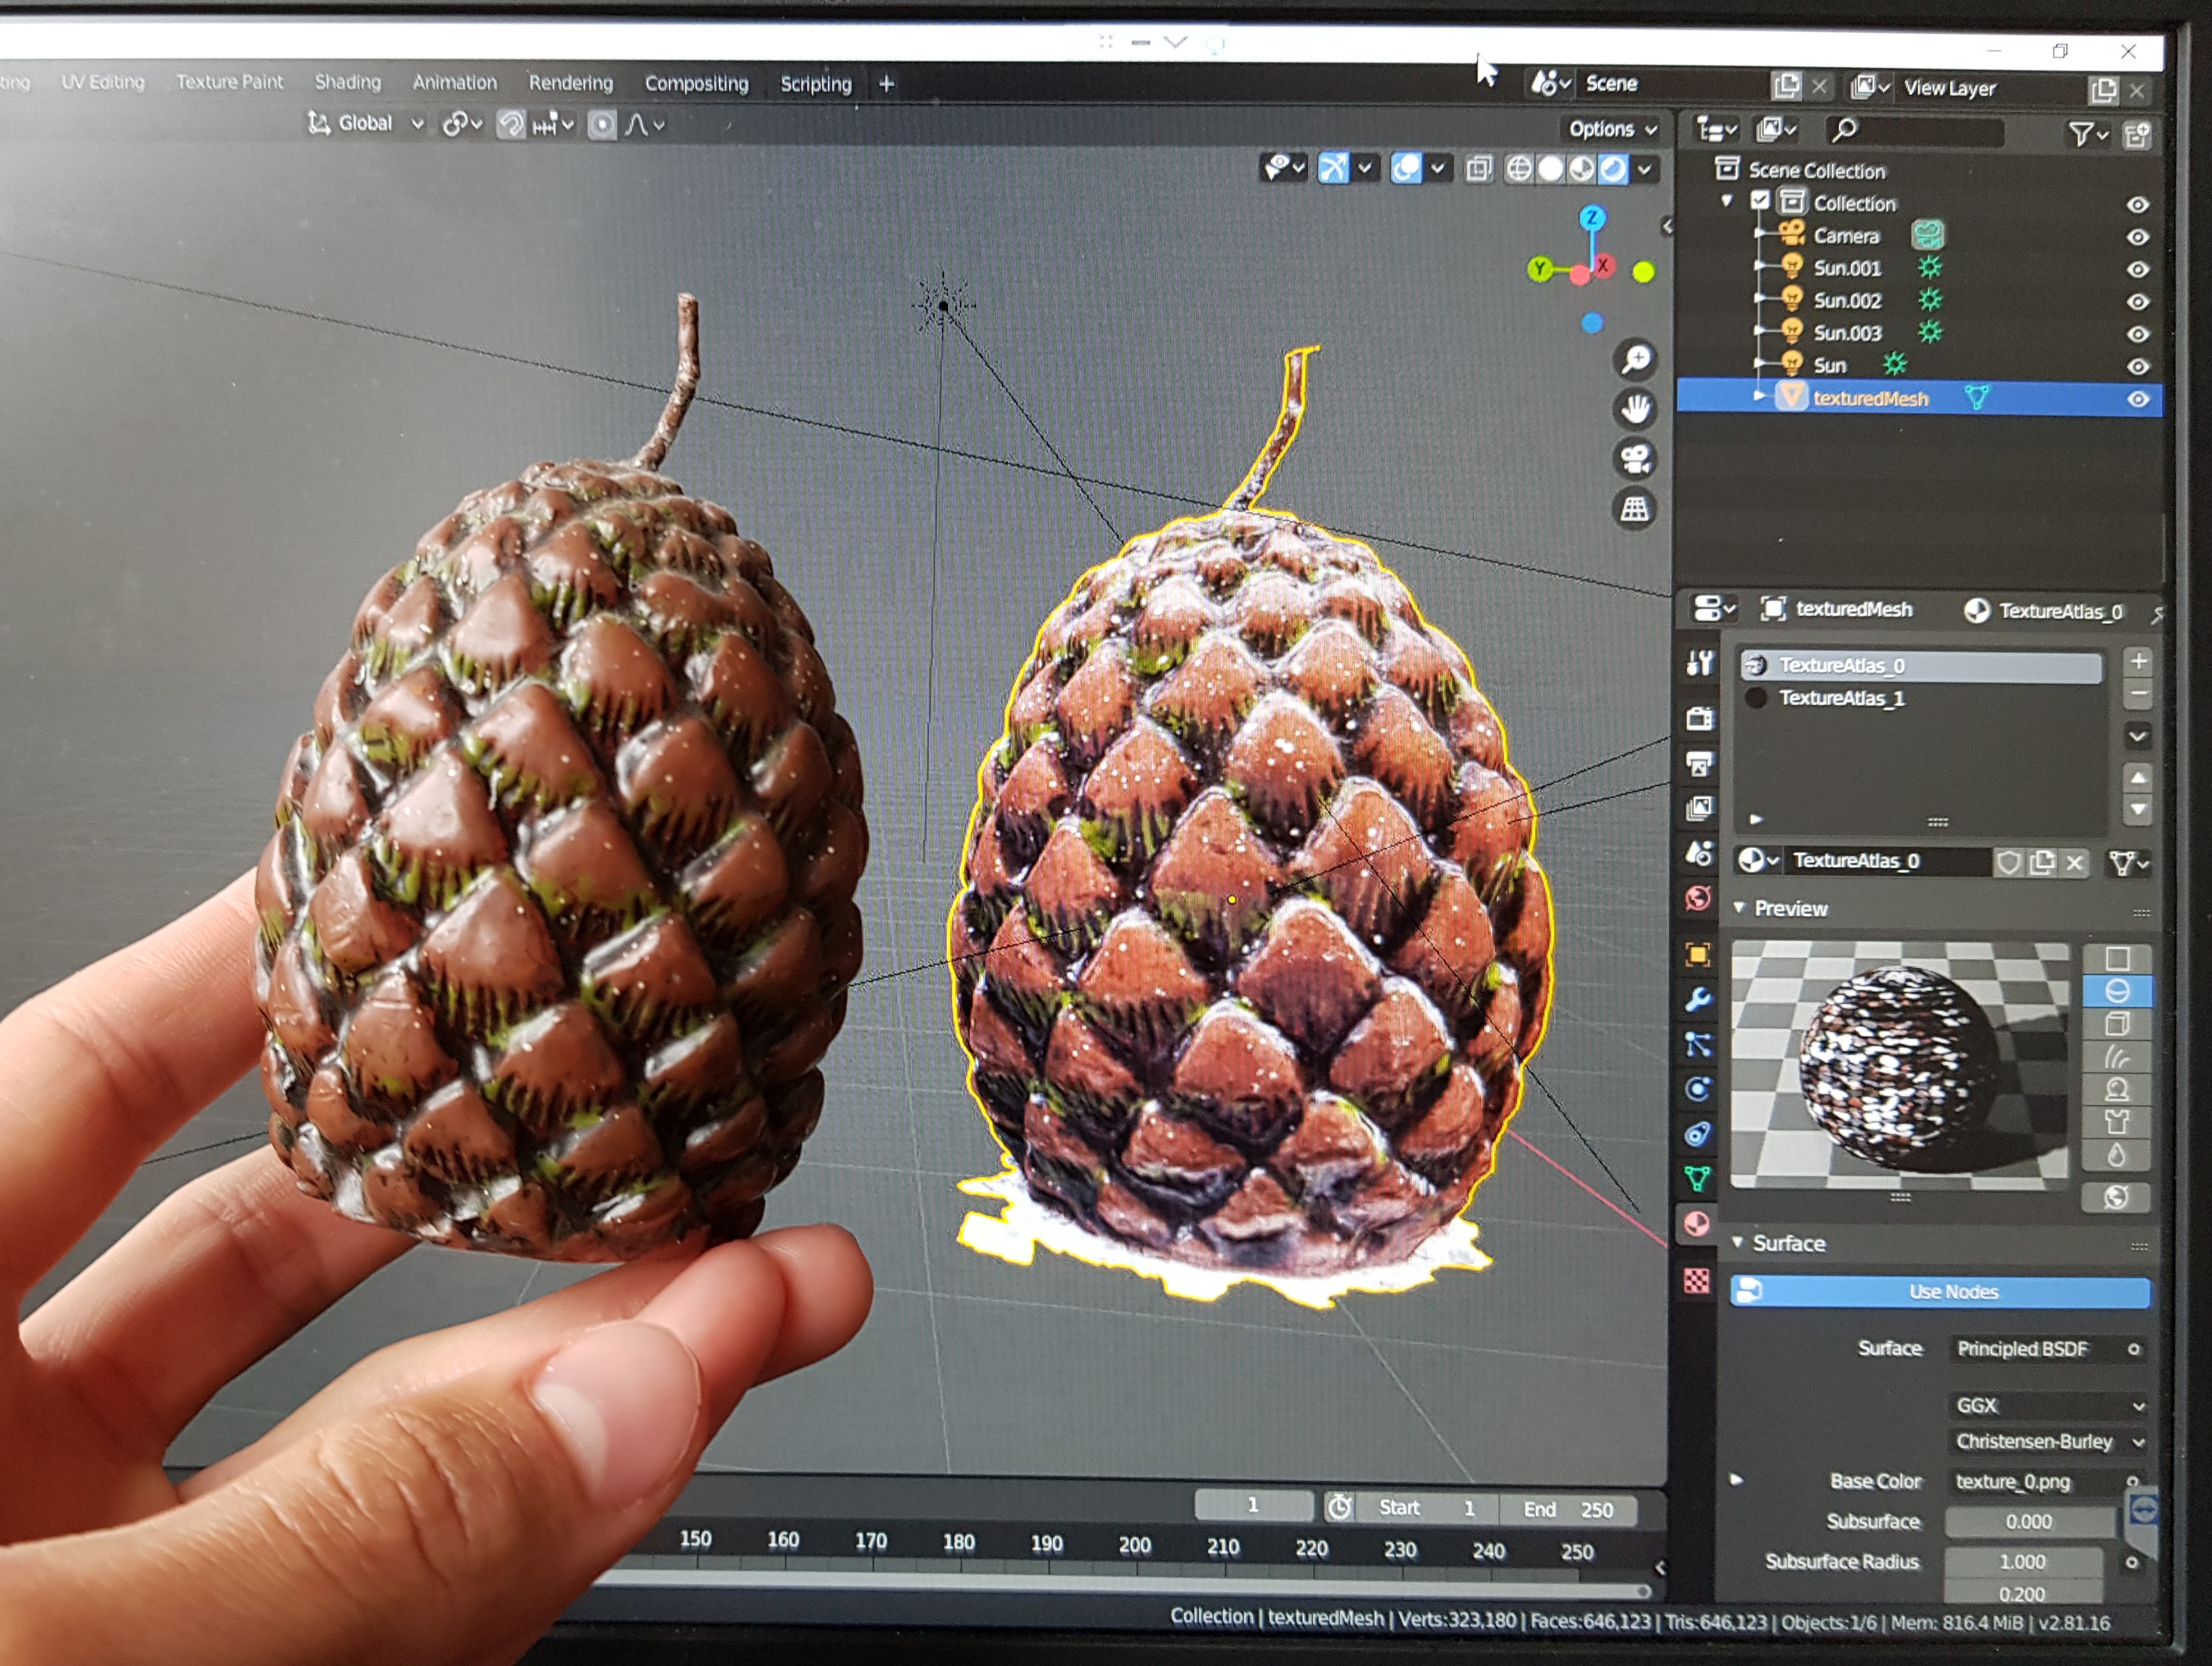 UV Editing Texture Paint Shading Animation Rendering Compositing Scripting +
Scene
View Layer
Global
Options
Z
Y
X
Scene Collection
Collection
Camera
Sun.001
Sun.002
Sun.003
Sun
texturedMesh
texturedMesh TextureAtlas_0
TextureAtlas_0
TextureAtlas_1
TextureAtlas_0
Preview
Surface
Use Nodes
Surface Principled BSDF
GGX
Christensen-Burley
Base Color texture_0.png
Subsurface 0.000
Subsurface Radius 1.000
0.200
1 Start 1 End 250
150 160 170 180 190 200 210 220 230 240 250
Collection | texturedMesh | Verts:323,180 | Faces:646,123 | Tris:646,123 | Objects:1/6 | Mem: 816.4 MiB | v2.81.16